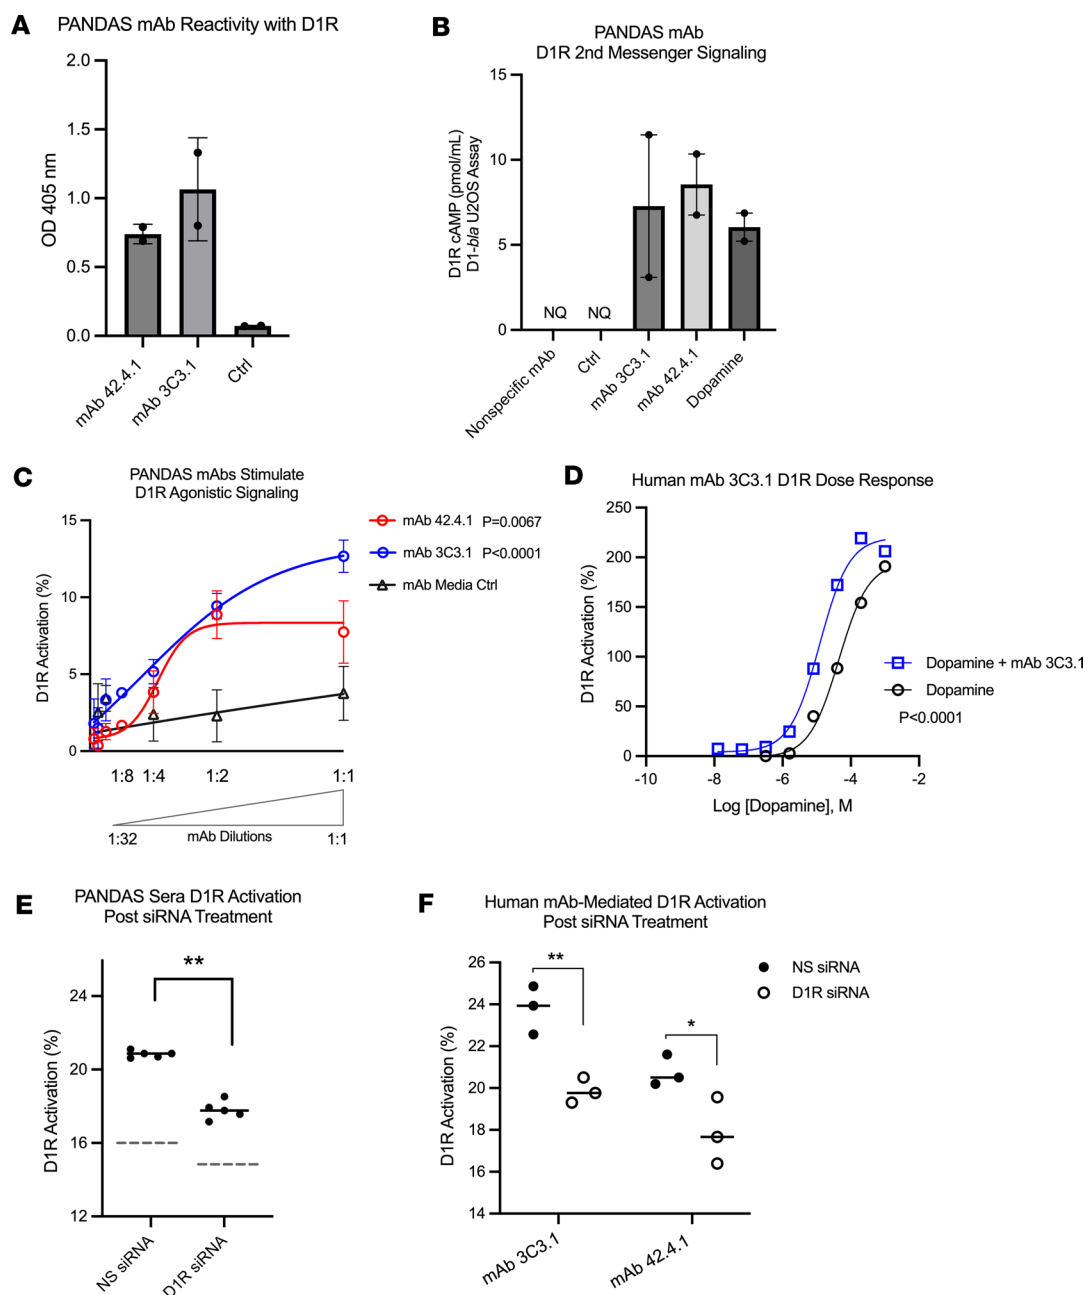 A
PANDAS mAb Reactivity with D1R
2.0
1.5
1.0
0.5
0.0
OD 405 nm
mAb 42.4.1
mAb 3C3.1
Ctrl
B
PANDAS mAb
D1R 2nd Messenger Signaling
15
10
5
0
D1R cAMP (pmol/mL)
D1-bla U2OS Assay
NQ
NQ
Nonspecific mAb
Ctrl
mAb 3C3.1
mAb 42.4.1
Dopamine
C
PANDAS mAbs Stimulate
D1R Agonistic Signaling
15
10
5
0
D1R Activation (%)
mAb 42.4.1 P=0.0067
mAb 3C3.1 P<0.0001
mAb Media Ctrl
1:8 1:4 1:2 1:1
1:32 mAb Dilutions 1:1
D
Human mAb 3C3.1 D1R Dose Response
250
200
150
100
50
0
D1R Activation (%)
-10 -8 -6 -4 -2
Log [Dopamine], M
Dopamine + mAb 3C3.1
Dopamine
P<0.0001
E
PANDAS Sera D1R Activation
Post siRNA Treatment
24
20
16
12
D1R Activation (%)
**
NS siRNA
D1R siRNA
F
Human mAb-Mediated D1R Activation
Post siRNA Treatment
26
24
22
20
18
16
14
D1R Activation (%)
**
*
NS siRNA
D1R siRNA
mAb 3C3.1
mAb 42.4.1